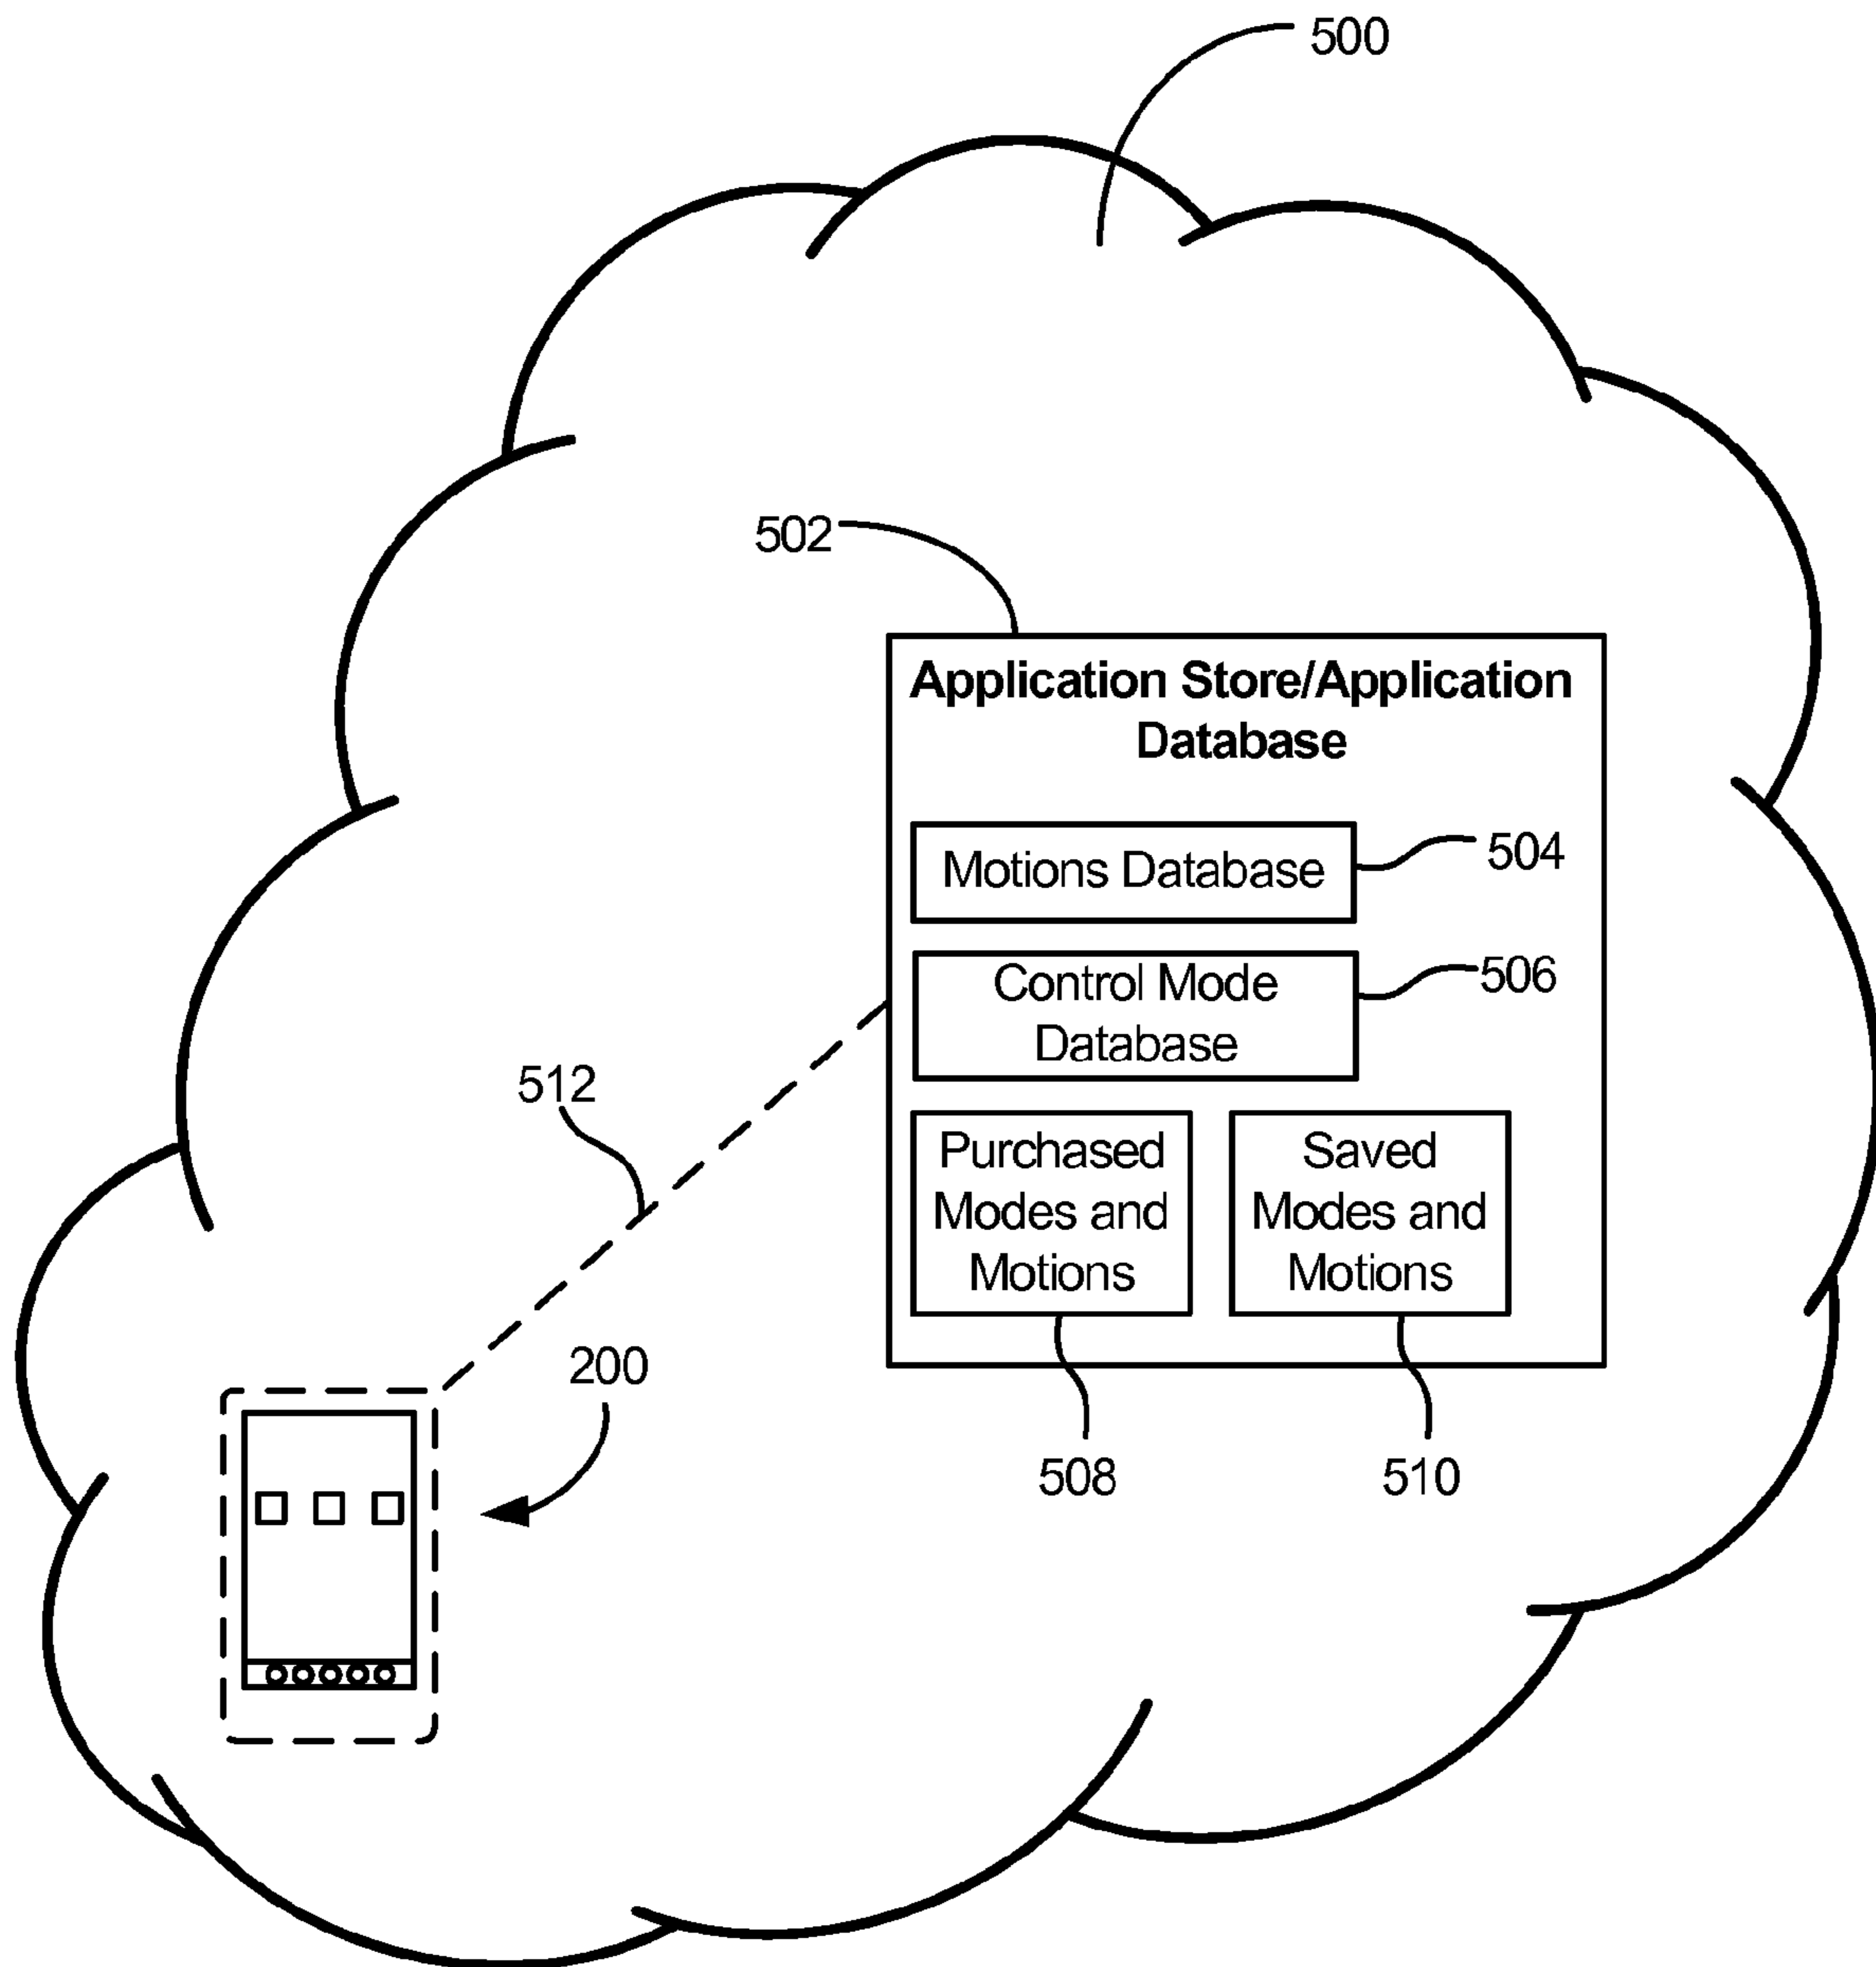 500
502
Application Store/Application
Database
Motions Database
504
Control Mode
Database
506
512
Purchased
Modes and
Motions
Saved
Modes and
Motions
200
508
510